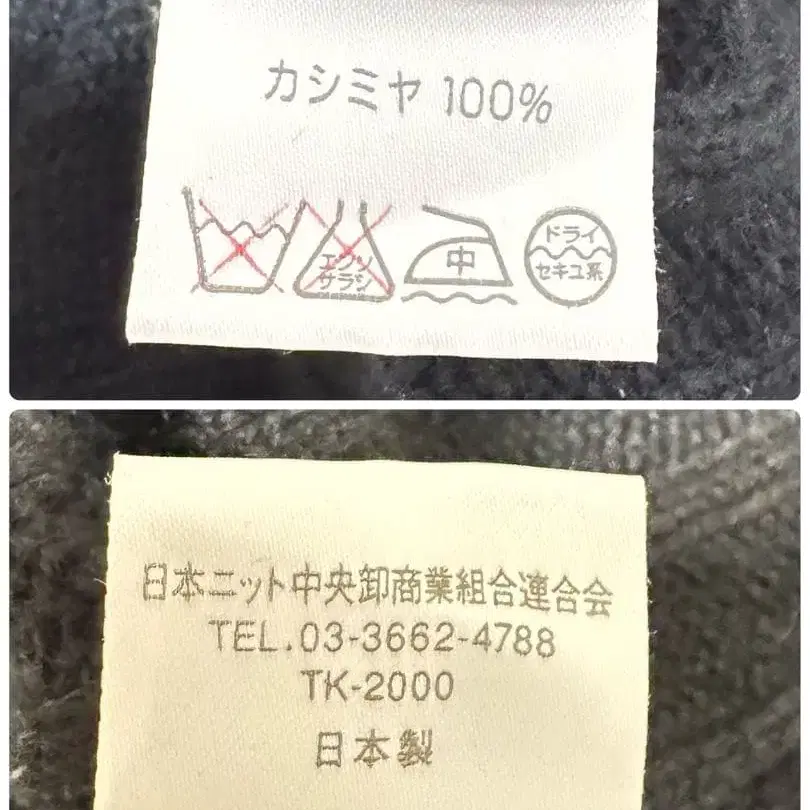 カシミヤ 100%
エンソ
サラシ
中
ドライ
セキユ系
日本ニット中央卸商業組合連合会
TEL.03-3662-4788
TK-2000
日本製